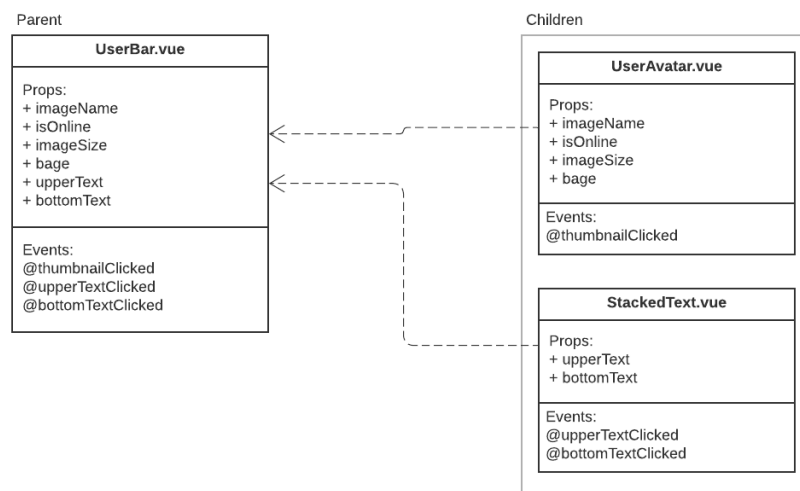 Parent
UserBar.vue
Props:
+ imageName
+ isOnline
+ imageSize
+ bage
+ upperText
+ bottomText
Events:
@thumbnailClicked
@upperTextClicked
@bottomTextClicked
Children
UserAvatar.vue
Props:
+ imageName
+ isOnline
+ imageSize
+ bage
Events:
@thumbnailClicked
StackedText.vue
Props:
+ upperText
+ bottomText
Events:
@upperTextClicked
@bottomTextClicked